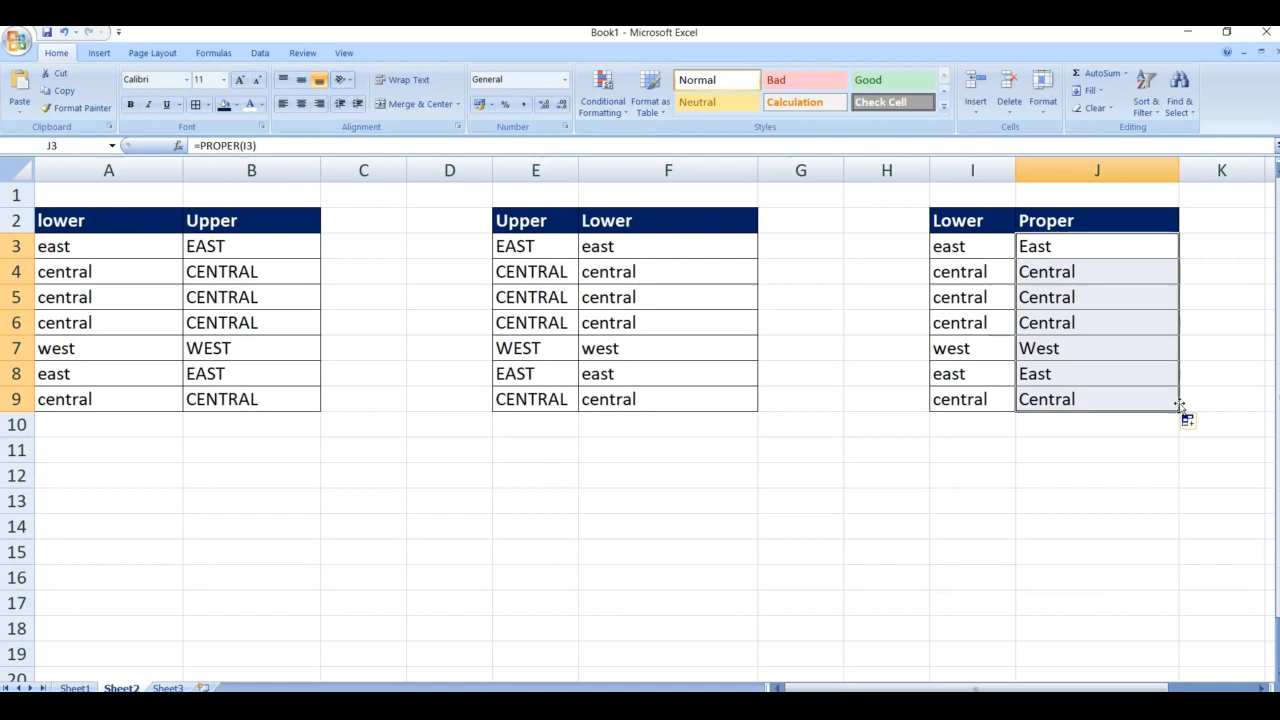 Book1 - Microsoft Excel
Home Insert Page Layout Formulas Data Review View
Paste Cut Calibri 11 Wrap Text General Normal Bad Good AutoSum
Copy Conditional Formatting Format as Table Insert Delete Format Fill Sort & Filter Find & Select
Format Painter B I U A Merge & Center % , Neutral Calculation Check Cell Clear
Clipboard Font Alignment Number Styles Cells Editing
J3 fx =PROPER(I3)
A B C D E F G H I J K
1
2 lower Upper Upper Lower Lower Proper
3 east EAST EAST east east East
4 central CENTRAL CENTRAL central central Central
5 central CENTRAL CENTRAL central central Central
6 central CENTRAL CENTRAL central central Central
7 west WEST WEST west west West
8 east EAST EAST east east East
9 central CENTRAL CENTRAL central central Central
10
11
12
13
14
15
16
17
18
19
20
Sheet1 Sheet2 Sheet3